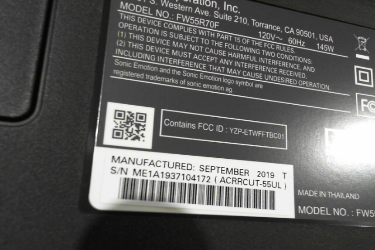 oration, Inc.
S. Western Ave. Suite 210, Torrance, CA 90501. USA
MODEL NO.: FW55R70F 120V~ 60Hz 145W
THIS DEVICE COMPLIES WITH PART 15 OF THE FCC RULES.
OPERATION IS SUBJECT TO THE FOLLOWING TWO CONDITIONS:
(1) THIS DEVICE MAY NOT CAUSE HARMFUL INTERFERENCE, AND
(2) THIS DEVICE MUST ACCEPT ANY INTERFERENCE RECEIVED,
INCLUDING INTERFERENCE THAT MAY CAUSE UNDESIRED OPERATION.
Sonic Emotion and the Sonic Emotion logo symbol are
registered trademarks of sonic emotion ag.
Contains FCC ID : YZP-ETWFFTBC01
MANUFACTURED: SEPTEMBER 2019 T
S/N ME1A1937104172 (ACRRCUT-55UL)
MADE IN THAILAND
MODEL NO. : FW55
FC